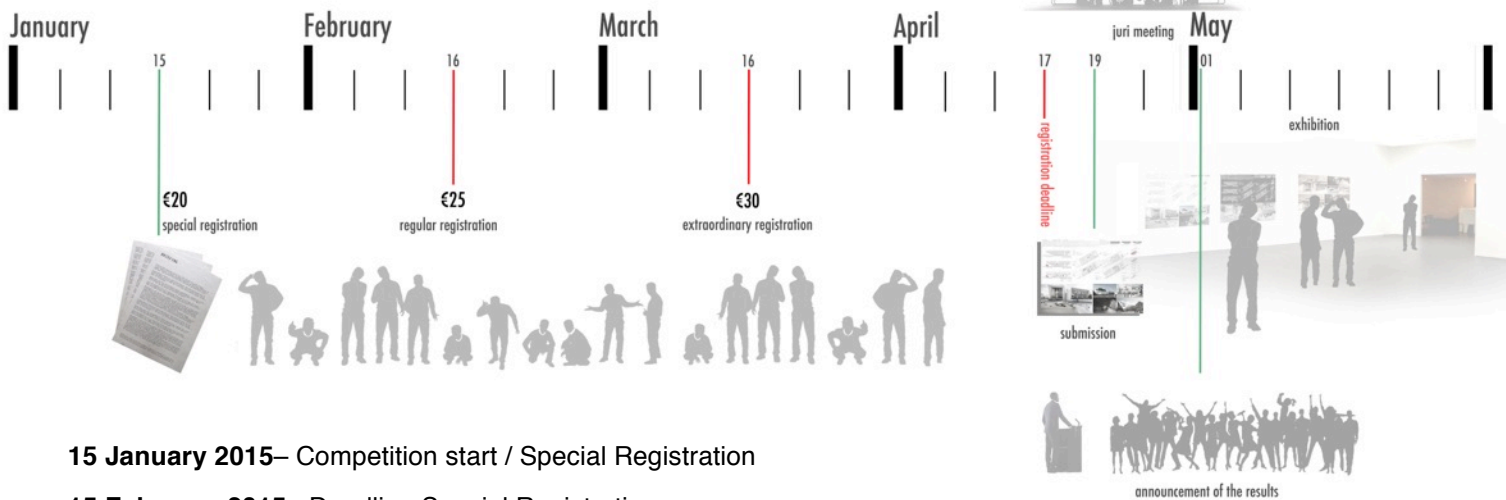 January
February
March
April
juri meeting
May
15
16
16
17
19
01
registration deadline
exhibition
€20
special registration
€25
regular registration
€30
extraordinary registration
submission
15 January 2015– Competition start / Special Registration
announcement of the results